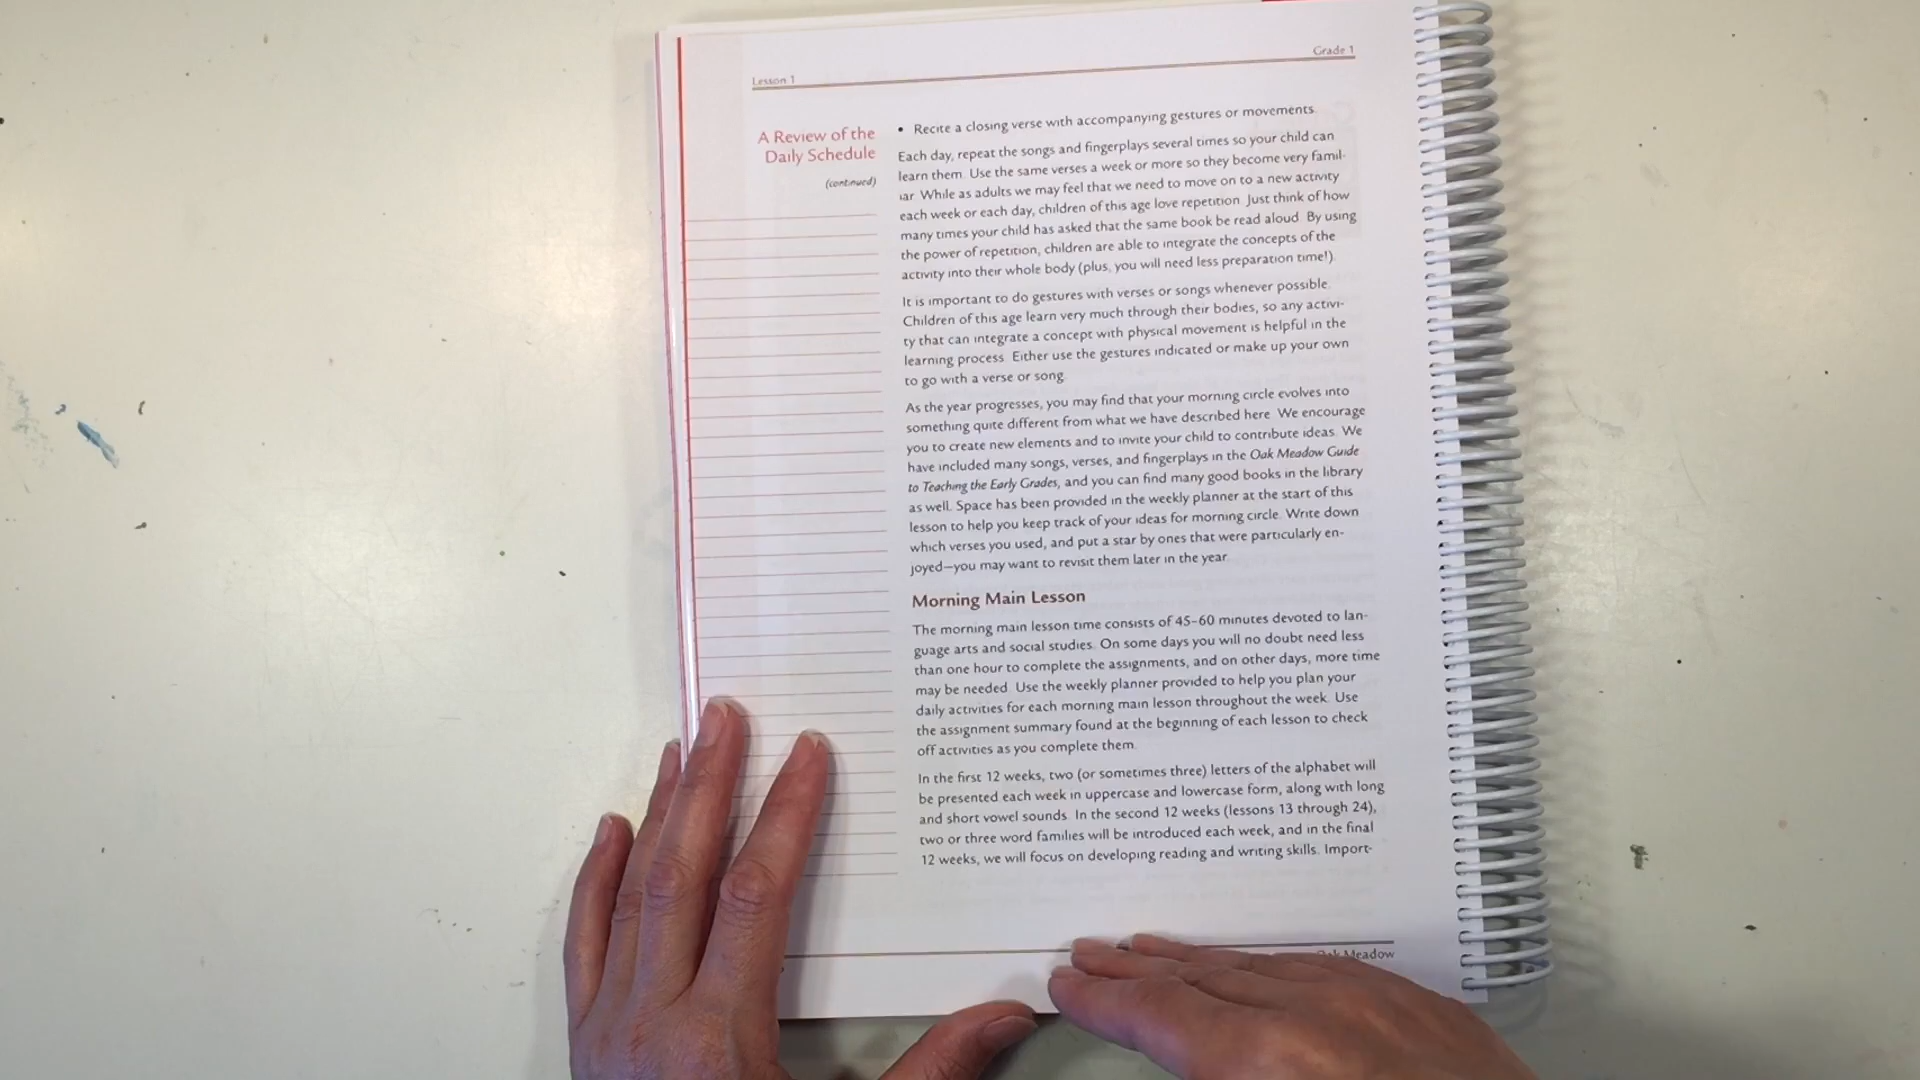 Lesson 1
Grade 1
A Review of the
Daily Schedule
(continued)
• Recite a closing verse with accompanying gestures or movements.
Each day, repeat the songs and fingerplays several times so your child can
learn them. Use the same verses a week or more so they become very famil-
iar. While as adults we may feel that we need to move on to a new activity
each week or each day, children of this age love repetition. Just think of how
many times your child has asked that the same book be read aloud. By using
the power of repetition, children are able to integrate the concepts of the
activity into their whole body (plus, you will need less preparation time!).
It is important to do gestures with verses or songs whenever possible.
Children of this age learn very much through their bodies, so any activi-
ty that can integrate a concept with physical movement is helpful in the
learning process. Either use the gestures indicated or make up your own
to go with a verse or song.
As the year progresses, you may find that your morning circle evolves into
something quite different from what we have described here. We encourage
you to create new elements and to invite your child to contribute ideas. We
have included many songs, verses, and fingerplays in the Oak Meadow Guide
to Teaching the Early Grades, and you can find many good books in the library
as well. Space has been provided in the weekly planner at the start of this
lesson to help you keep track of your ideas for morning circle. Write down
which verses you used, and put a star by ones that were particularly en-
joyed—you may want to revisit them later in the year.
Morning Main Lesson
The morning main lesson time consists of 45–60 minutes devoted to lan-
guage arts and social studies. On some days you will no doubt need less
than one hour to complete the assignments, and on other days, more time
may be needed. Use the weekly planner provided to help you plan your
daily activities for each morning main lesson throughout the week. Use
the assignment summary found at the beginning of each lesson to check
off activities as you complete them.
In the first 12 weeks, two (or sometimes three) letters of the alphabet will
be presented each week in uppercase and lowercase form, along with long
and short vowel sounds. In the second 12 weeks (lessons 13 through 24),
two or three word families will be introduced each week, and in the final
12 weeks, we will focus on developing reading and writing skills. Import-
Oak Meadow